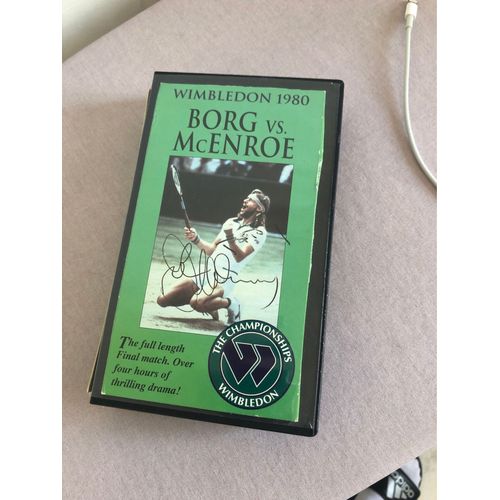 WIMBLEDON 1980
BORG VS.
MCENROE
The full length
Final match. Over
four hours of
thrilling drama!
THE CHAMPIONSHIPS
WIMBLEDON